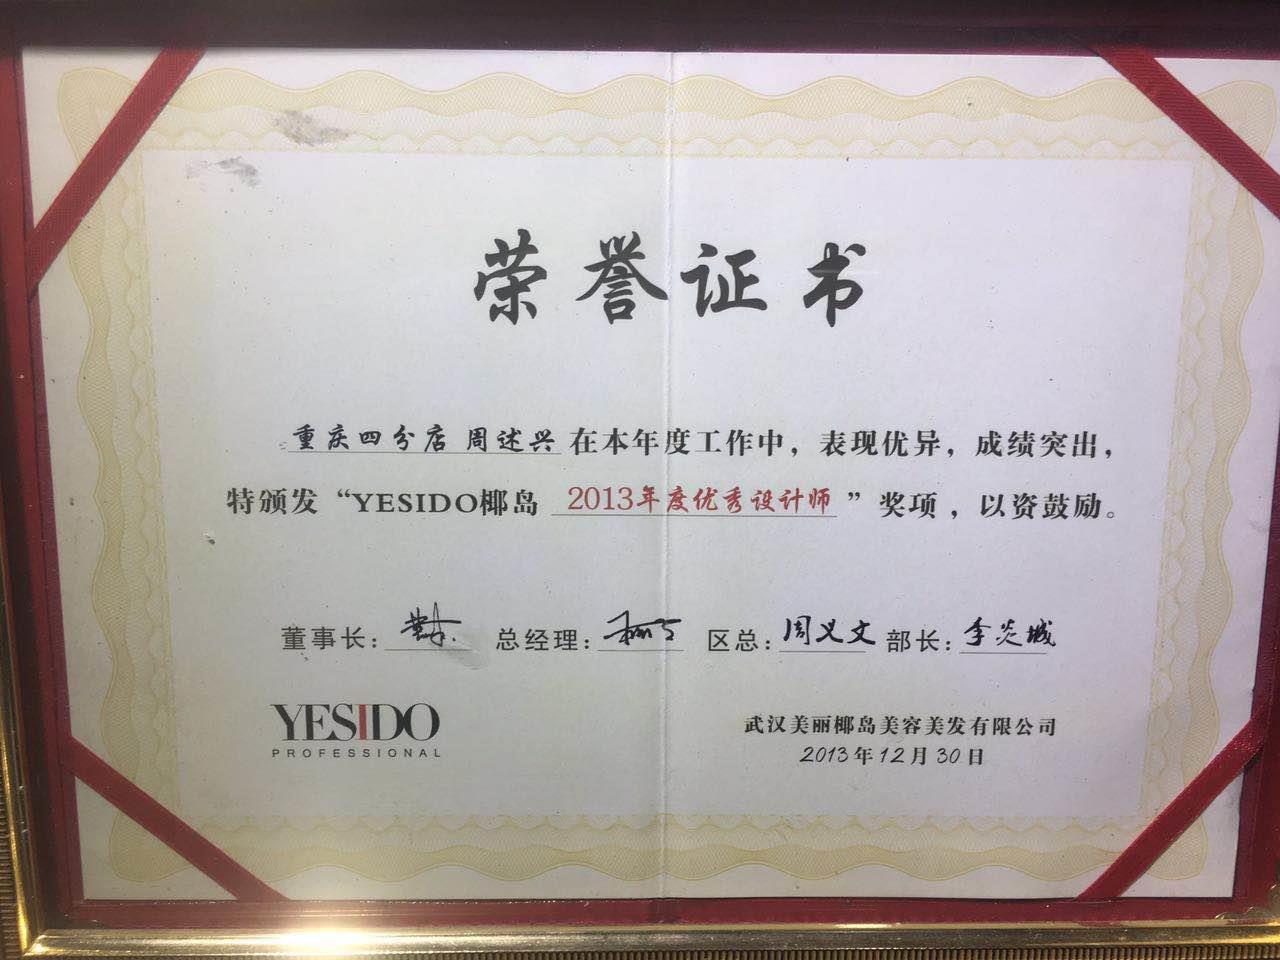 荣誉证书
重庆四分店 周述兴 在本年度工作中，表现优异，成绩突出，
特颁发“YESIDO椰岛 2013年度优秀设计师 ”奖项，以资鼓励。
董事长： 总经理： 区总：周义文 部长：李炎城
YESIDO
PROFESSIONAL
武汉美丽椰岛美容美发有限公司
2013年12月30日